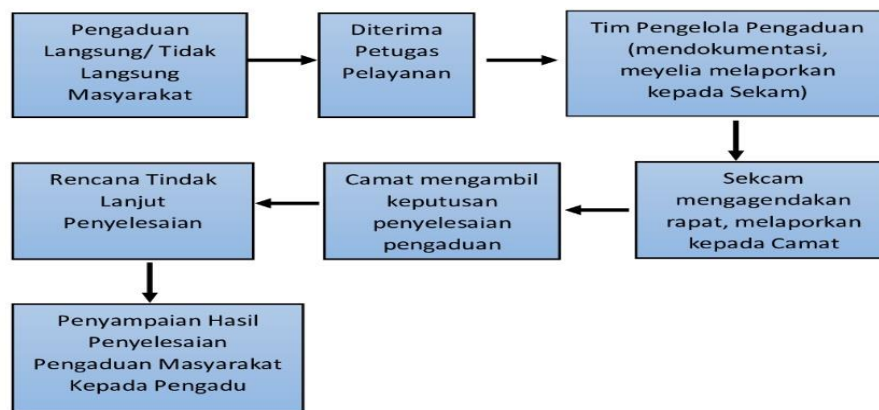 Pengaduan
Langsung/ Tidak
Langsung
Masyarakat
Diterima
Petugas
Pelayanan
Tim Pengelola Pengaduan
(mendokumentasi,
meyelia melaporkan
kepada Sekam)
Sekcam
mengagendakan
rapat, melaporkan
kepada Camat
Camat mengambil
keputusan
penyelesaian
pengaduan
Rencana Tindak
Lanjut
Penyelesaian
Penyampaian Hasil
Penyelesaian
Pengaduan Masyarakat
Kepada Pengadu